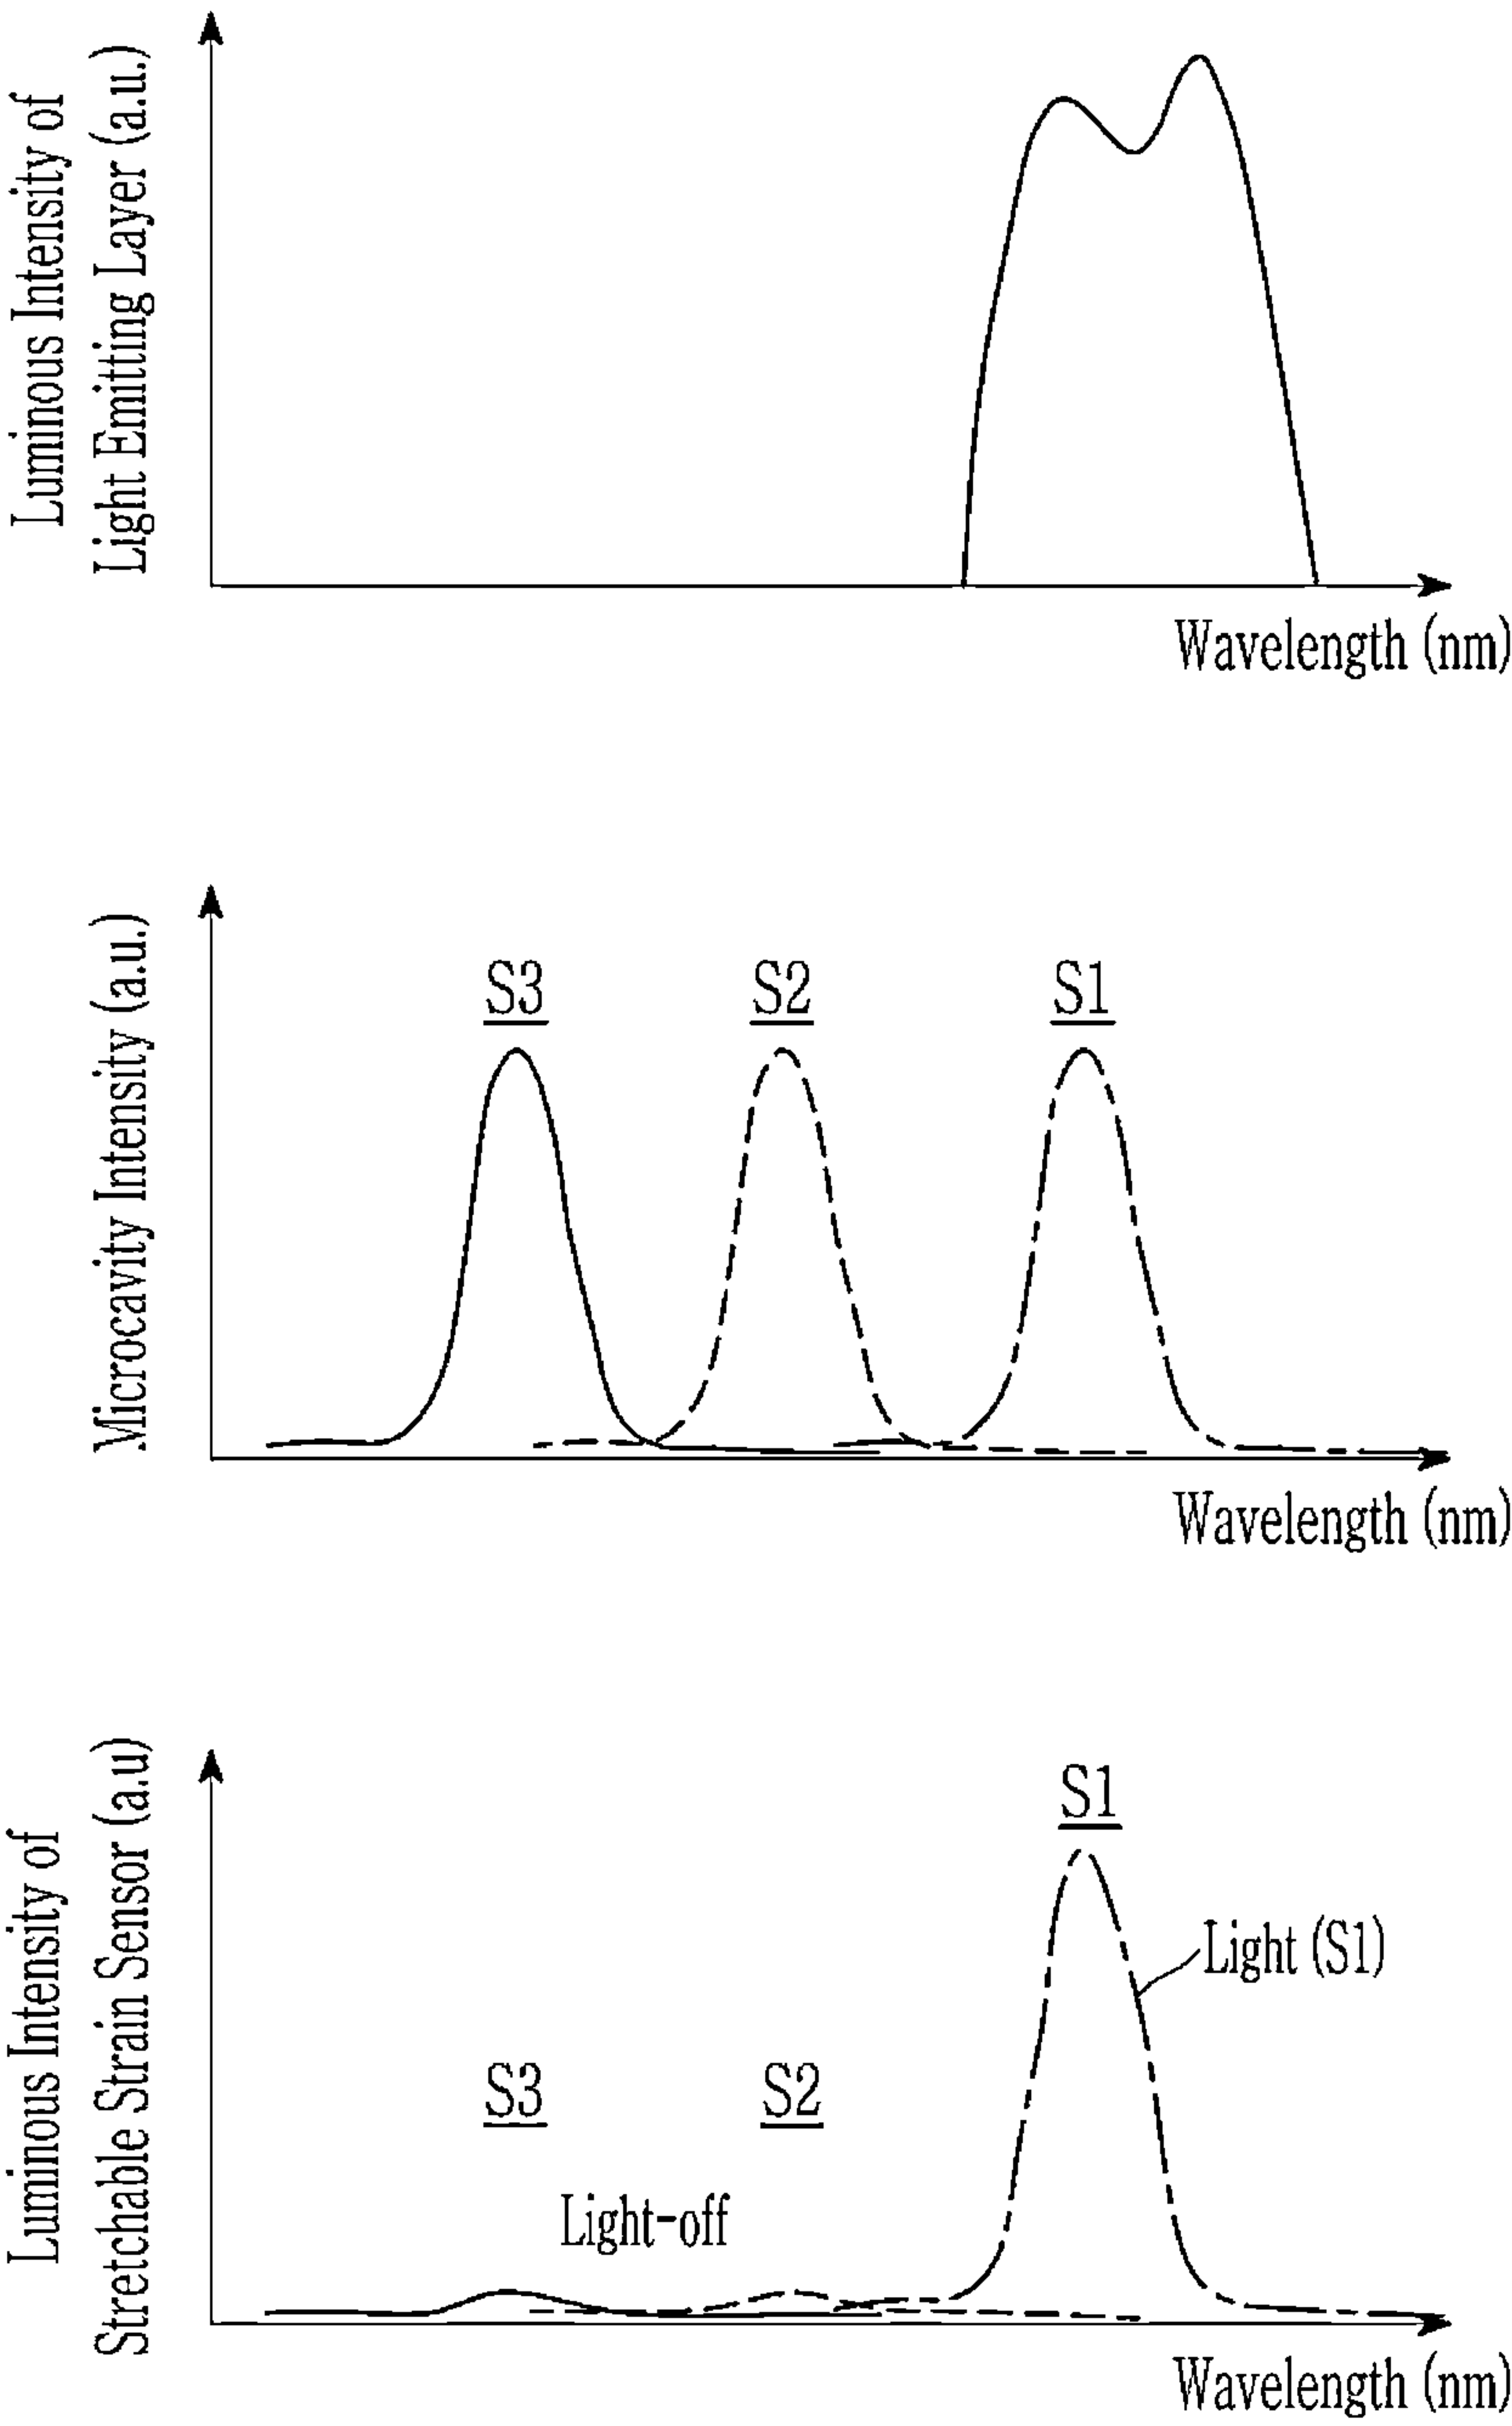 Luminous Intensity of
Light Emitting Layer (a.u.)
Wavelength (nm)
Microcavity Intensity (a.u.)
S3 S2 S1
Wavelength (nm)
Luminous Intensity of
Stretchable Strain Sensor (a.u)
S1
Light (S1)
S3 S2
Light-off
Wavelength (nm)